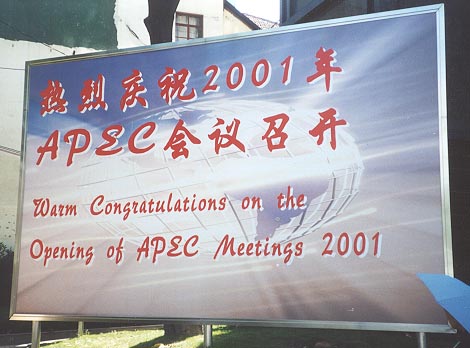 热烈庆祝2001年
APEC会议召开
Warm Congratulations on the
Opening of APEC Meetings 2001